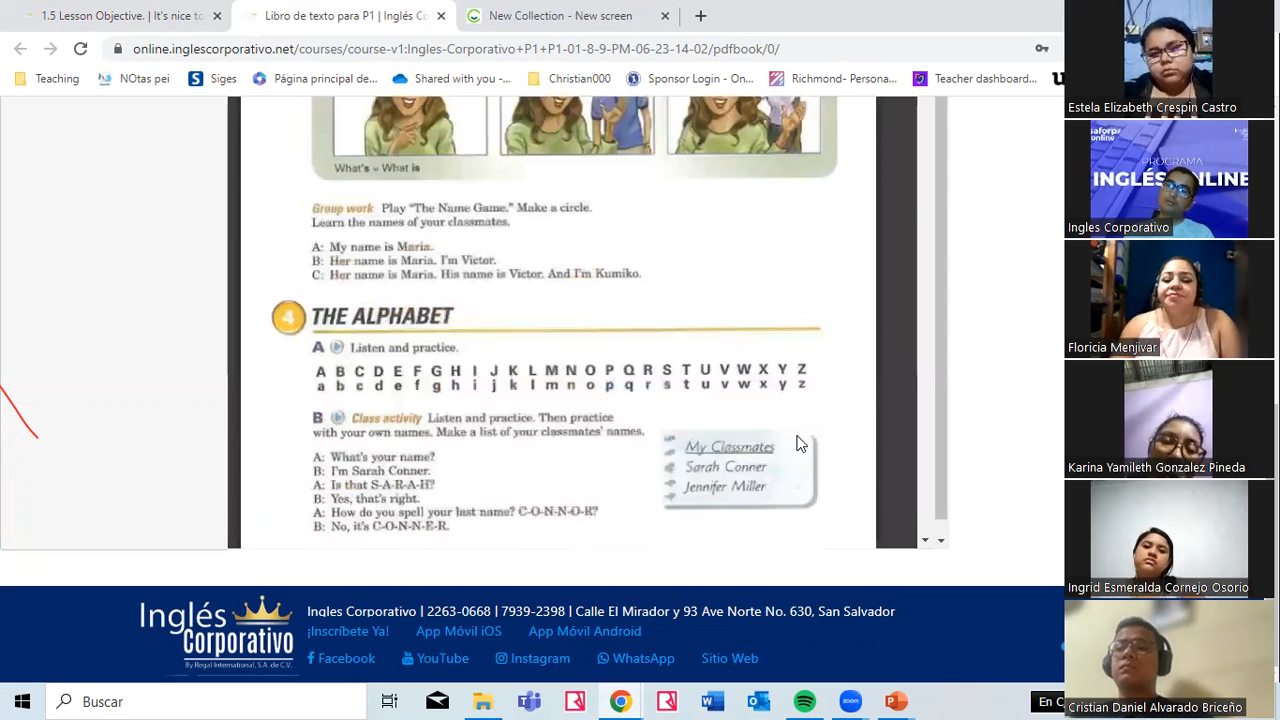 1.5 Lesson Objective. It's nice to
Libro de texto para P1 | Inglés C
New Collection - New screen
online.inglescorporativo.net/courses/course-v1:Ingles-Corporativo+P1+P1-01-8-9-PM-06-23-14-02/pdfbook/0/
Teaching
NOtas pei
Siges
Página principal de...
Shared with you -...
Christian000
Sponsor Login - On...
Richmond- Persona...
Teacher dashboard...
What's = What is
Group work Play "The Name Game." Make a circle.
Learn the names of your classmates.
A: My name is Maria.
B: Her name is Maria. I'm Victor.
C: Her name is Maria. His name is Victor. And I'm Kumiko.
4 THE ALPHABET
A Listen and practice.
A B C D E F G H I J K L M N O P Q R S T U V W X Y Z
a b c d e f g h i j k l m n o p q r s t u v w x y z
B Class activity Listen and practice. Then practice
with your own names. Make a list of your classmates' names.
A: What's your name?
B: I'm Sarah Conner.
A: Is that S-A-R-A-H?
B: Yes, that's right.
A: How do you spell your last name? C-O-N-N-O-R?
B: No, it's C-O-N-N-E-R.
My Classmates
Sarah Conner
Jennifer Miller
Inglés
Corporativo
By Regal International, S.A. de C.V.
Ingles Corporativo | 2263-0668 | 7939-2398 | Calle El Mirador y 93 Ave Norte No. 630, San Salvador
¡Inscríbete Ya! App Móvil iOS App Móvil Android
Facebook YouTube Instagram WhatsApp Sitio Web
Buscar
Estela Elizabeth Crespin Castro
PROGRAMA
INGLÉS ONLINE
Ingles Corporativo
Floricia Menjivar
Karina Yamileth Gonzalez Pineda
Ingrid Esmeralda Cornejo Osorio
Cristian Daniel Alvarado Briceño